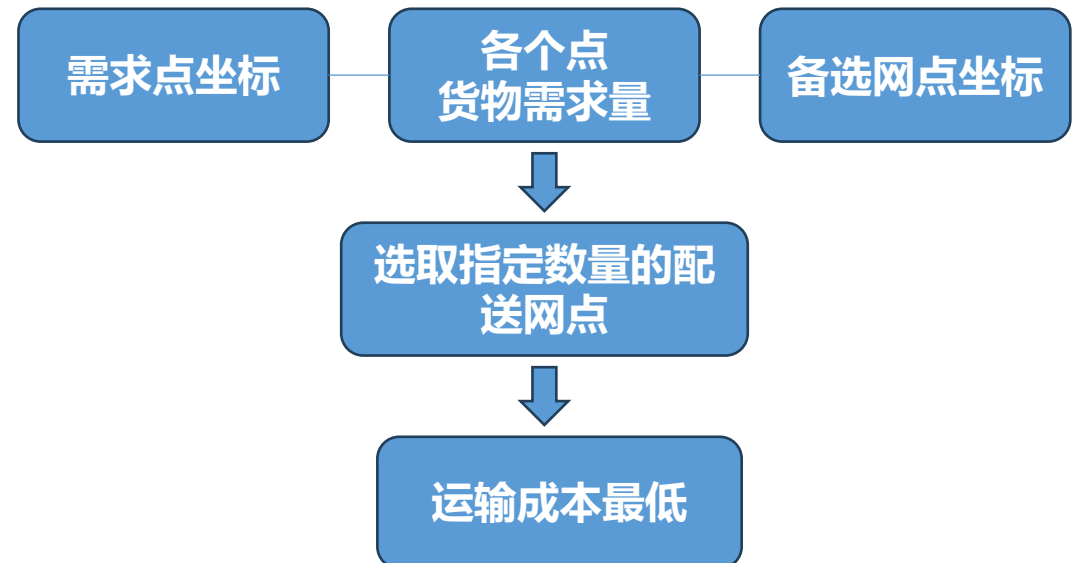 需求点坐标
各个点
货物需求量
备选网点坐标
选取指定数量的配
送网点
运输成本最低